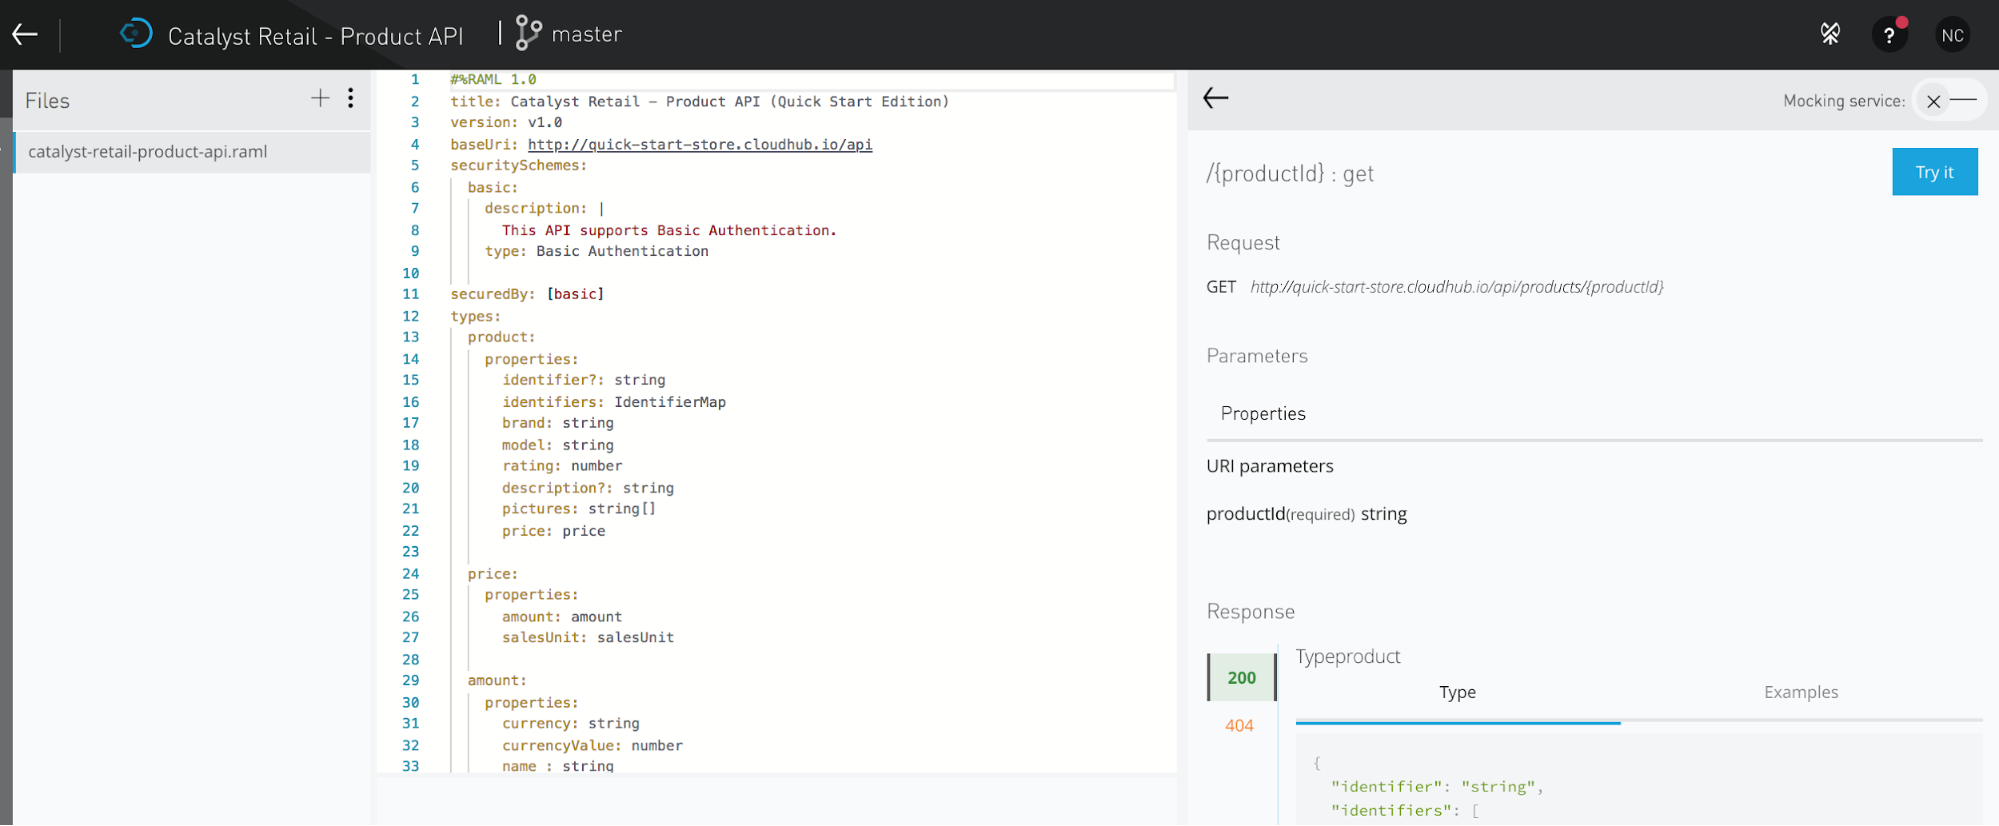 Catalyst Retail - Product API | master
? NC
Files
catalyst-retail-product-api.raml
1 #%RAML 1.0
2 title: Catalyst Retail - Product API (Quick Start Edition)
3 version: v1.0
4 baseUri: http://quick-start-store.cloudhub.io/api
5 securitySchemes:
6 basic:
7 description: |
8 This API supports Basic Authentication.
9 type: Basic Authentication
10
11 securedBy: [basic]
12 types:
13 product:
14 properties:
15 identifier?: string
16 identifiers: IdentifierMap
17 brand: string
18 model: string
19 rating: number
20 description?: string
21 pictures: string[]
22 price: price
23
24 price:
25 properties:
26 amount: amount
27 salesUnit: salesUnit
28
29 amount:
30 properties:
31 currency: string
32 currencyValue: number
33 name : string
Mocking service:
/{productId} : get
Try it
Request
GET http://quick-start-store.cloudhub.io/api/products/{productId}
Parameters
Properties
URI parameters
productId(required) string
Response
200
404
Typeproduct
Type Examples
{
"identifier": "string",
"identifiers": [